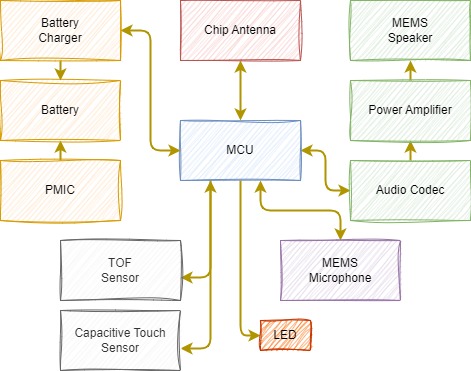 Battery
Charger
Chip Antenna
MEMS
Speaker
Battery
Power Amplifier
MCU
PMIC
Audio Codec
TOF
Sensor
MEMS
Microphone
Capacitive Touch
Sensor
LED